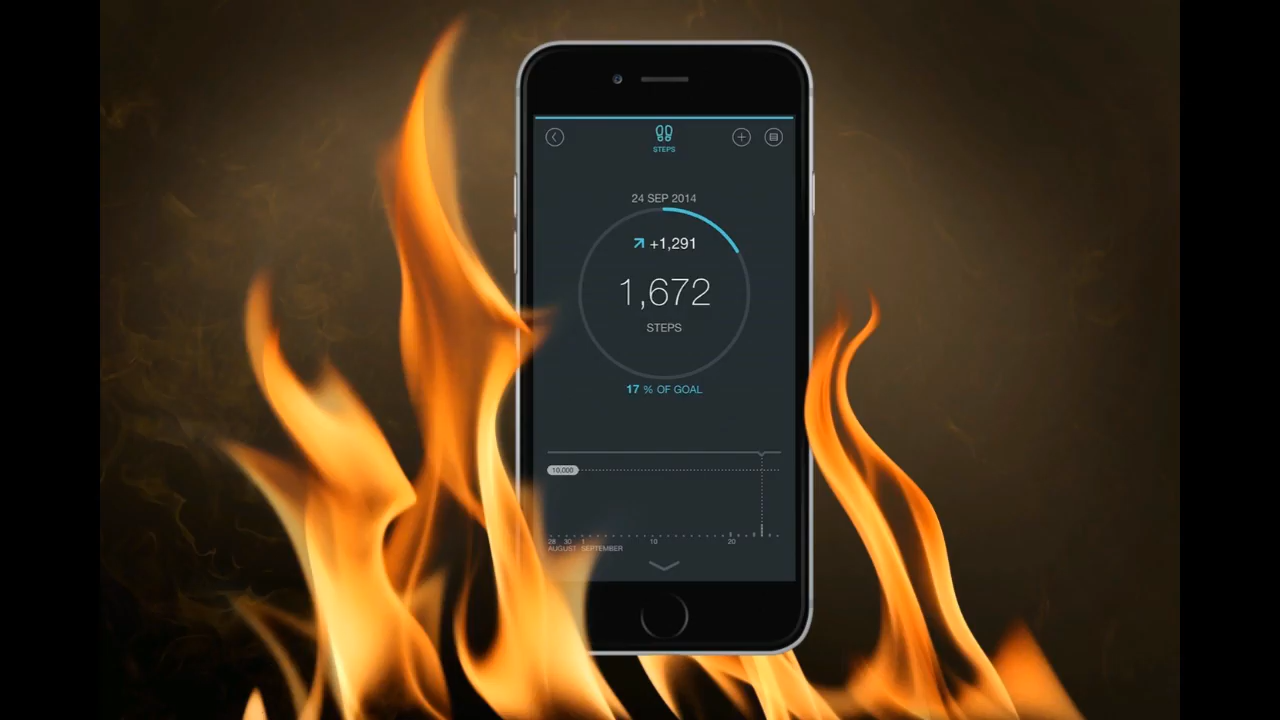 STEPS
24 SEP 2014
+1,291
1,672
STEPS
17 % OF GOAL
10,000
28 30 1 10 20
AUGUST SEPTEMBER